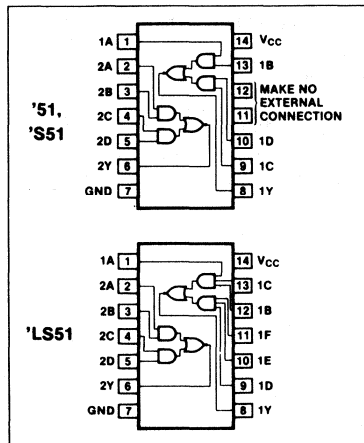 '51,
'S51
1A 1
2A 2
2B 3
2C 4
2D 5
2Y 6
GND 7
14 VCC
13 1B
12 MAKE NO
EXTERNAL
11 CONNECTION
10 1D
9 1C
8 1Y
'LS51
1A 1
2A 2
2B 3
2C 4
2D 5
2Y 6
GND 7
14 VCC
13 1C
12 1B
11 1F
10 1E
9 1D
8 1Y